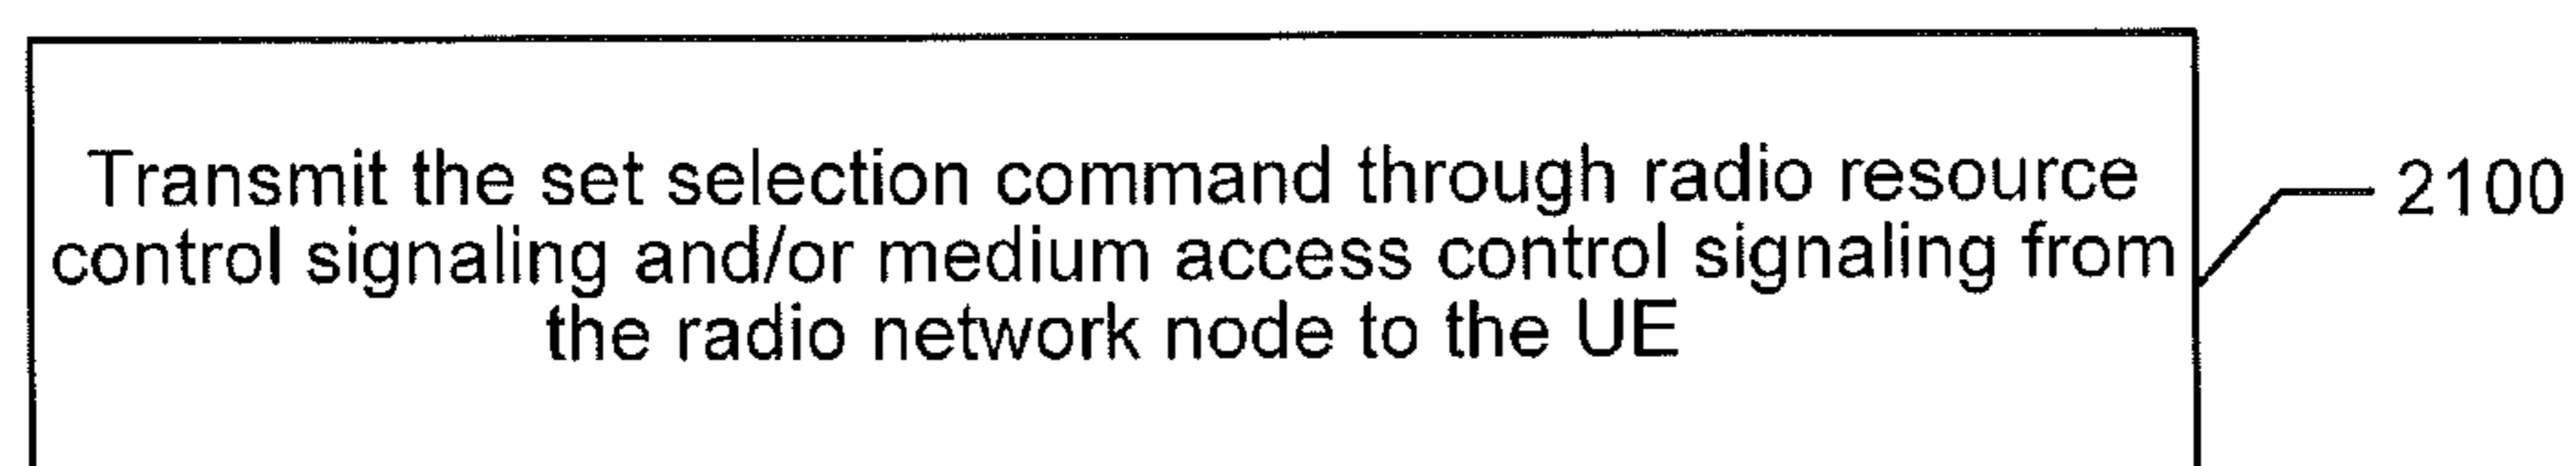 Transmit the set selection command through radio resource
control signaling and/or medium access control signaling from
the radio network node to the UE
2100